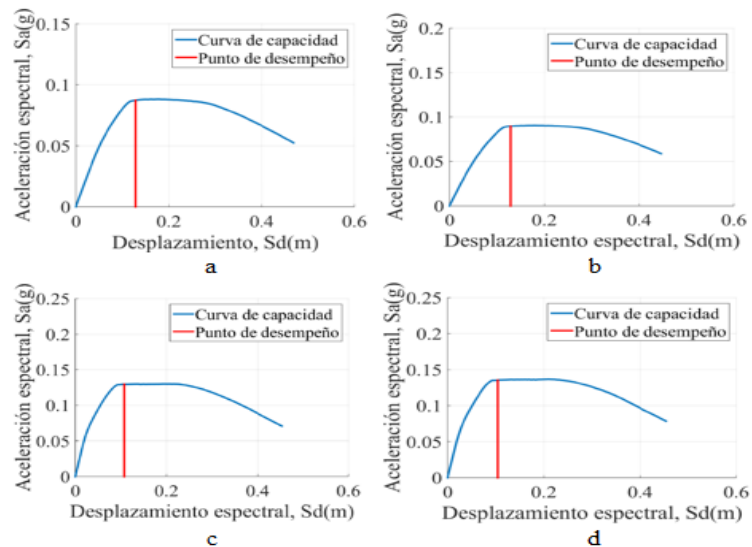 0.15
0.1
0.05
0
Aceleración espectral, Sa(g)
Curva de capacidad
Punto de desempeño
0
0.2
0.4
0.6
Desplazamiento, Sd(m)
a
0.2
0.15
0.1
0.05
0
Aceleración espectral, Sa(g)
Curva de capacidad
Punto de desempeño
0
0.2
0.4
0.6
Desplazamiento espectral, Sd(m)
b
0.25
0.2
0.15
0.1
0.05
0
Aceleración espectral, Sa(g)
Curva de capacidad
Punto de desempeño
0
0.2
0.4
0.6
Desplazamiento espectral, Sd(m)
c
0.25
0.2
0.15
0.1
0.05
0
Aceleración espectral, Sa(g)
Curva de capacidad
Punto de desempeño
0
0.2
0.4
0.6
Desplazamiento espectral, Sd(m)
d